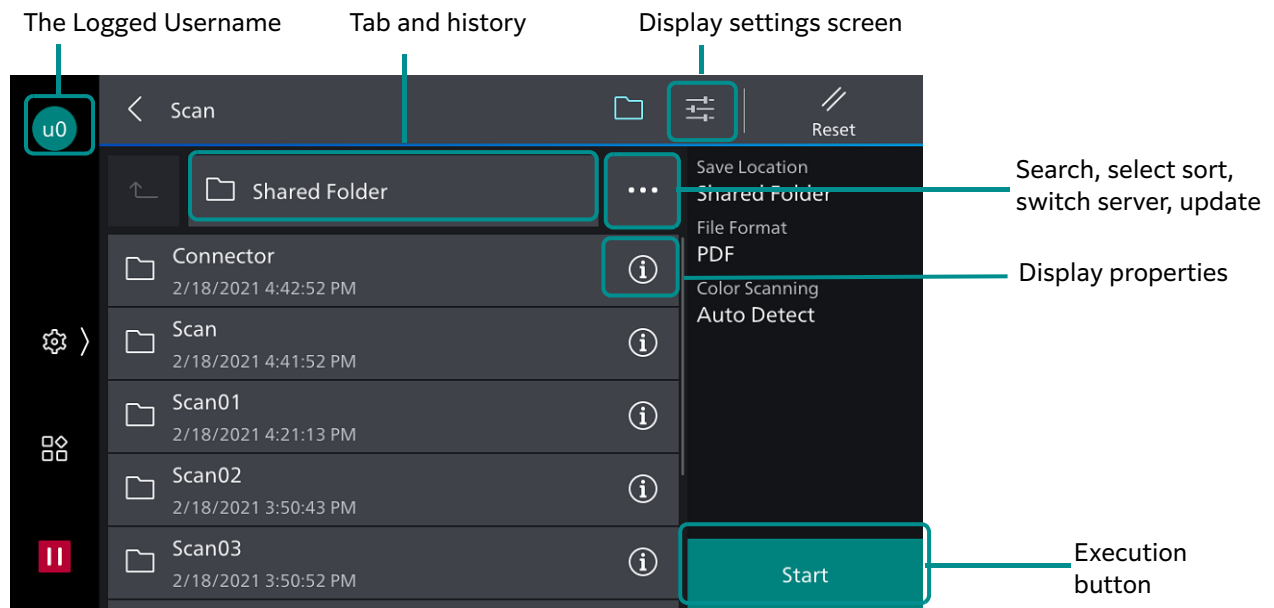 The Logged Username
Tab and history
Display settings screen
u0
Scan
Reset
Shared Folder
Save Location
Shared Folder
File Format
PDF
Color Scanning
Auto Detect
Search, select sort,
switch server, update
Display properties
Connector
2/18/2021 4:42:52 PM
Scan
2/18/2021 4:41:52 PM
Scan01
2/18/2021 4:21:13 PM
Scan02
2/18/2021 3:50:43 PM
Scan03
2/18/2021 3:50:52 PM
Start
Execution
button